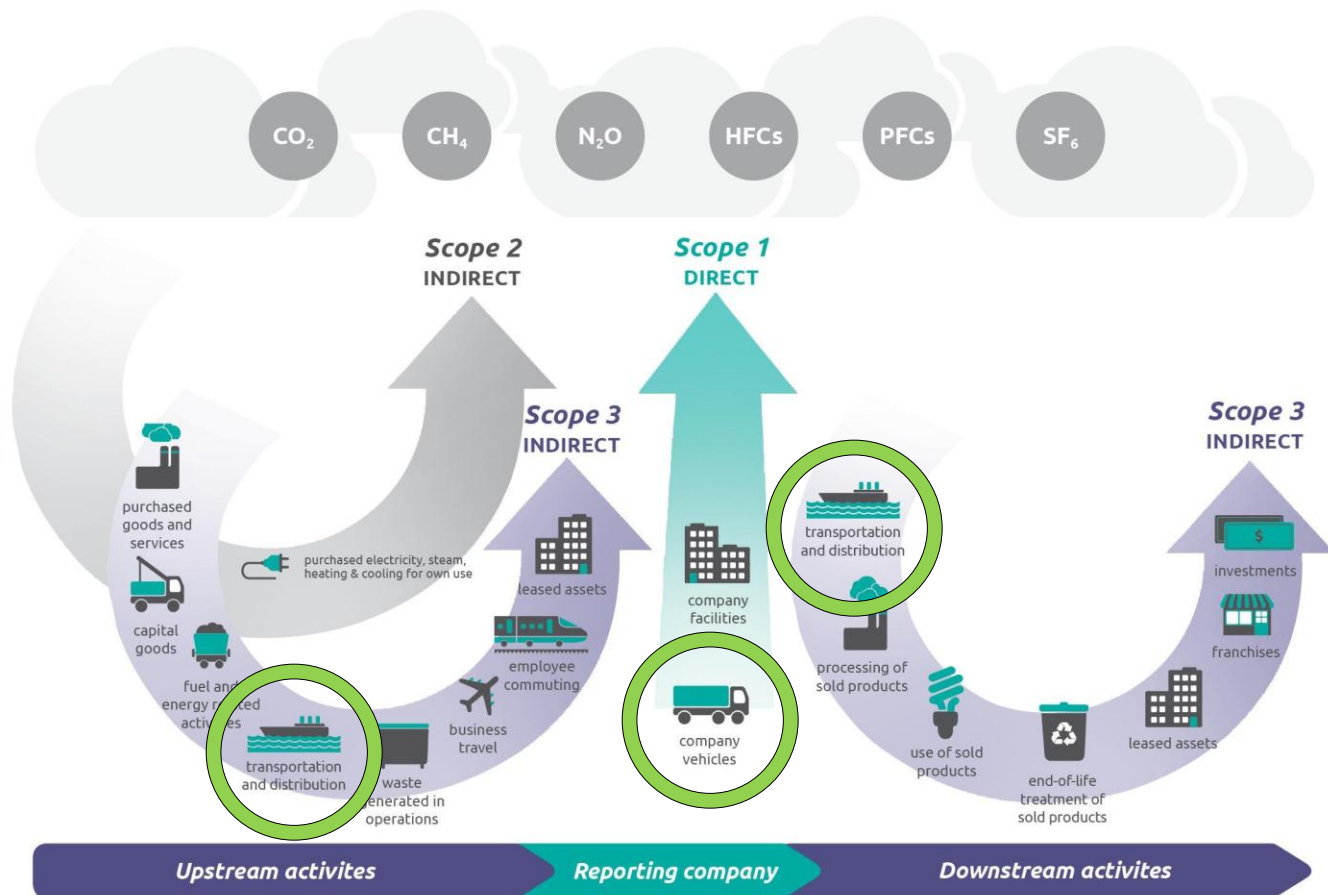 CO₂
CH₄
N₂O
HFCs
PFCs
SF₆
Scope 2
INDIRECT
Scope 1
DIRECT
Scope 3
INDIRECT
Scope 3
INDIRECT
purchased
goods and
services
capital
goods
fuel and
energy related
activities
transportation
and distribution
purchased electricity, steam,
heating & cooling for own use
waste
generated in
operations
business
travel
employee
commuting
leased assets
company
facilities
company
vehicles
transportation
and distribution
processing of
sold products
use of sold
products
end-of-life
treatment of
sold products
leased assets
franchises
$
investments
Upstream activites
Reporting company
Downstream activites